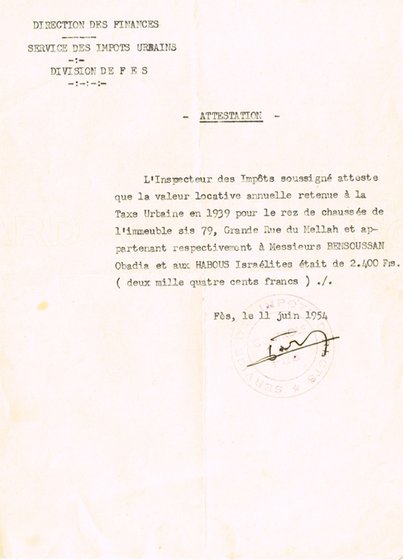 DIRECTION DES FINANCES
SERVICE DES IMPOTS URBAINS
-:-
DIVISION DE F E S
-:-:-:-
- ATTESTATION -
L'Inspecteur des Impôts soussigné atteste
que la valeur locative annuelle retenue à la
Taxe Urbaine en 1939 pour le rez de chaussée de
l'immeuble sis 79, Grande Rue du Mellah et ap-
partenant respectivement à Messieurs BENSOUSSAN
Obadia et aux HABOUS Israélites était de 2.400 Frs.
( deux mille quatre cents francs ) ./.
Fès, le 11 juin 1954